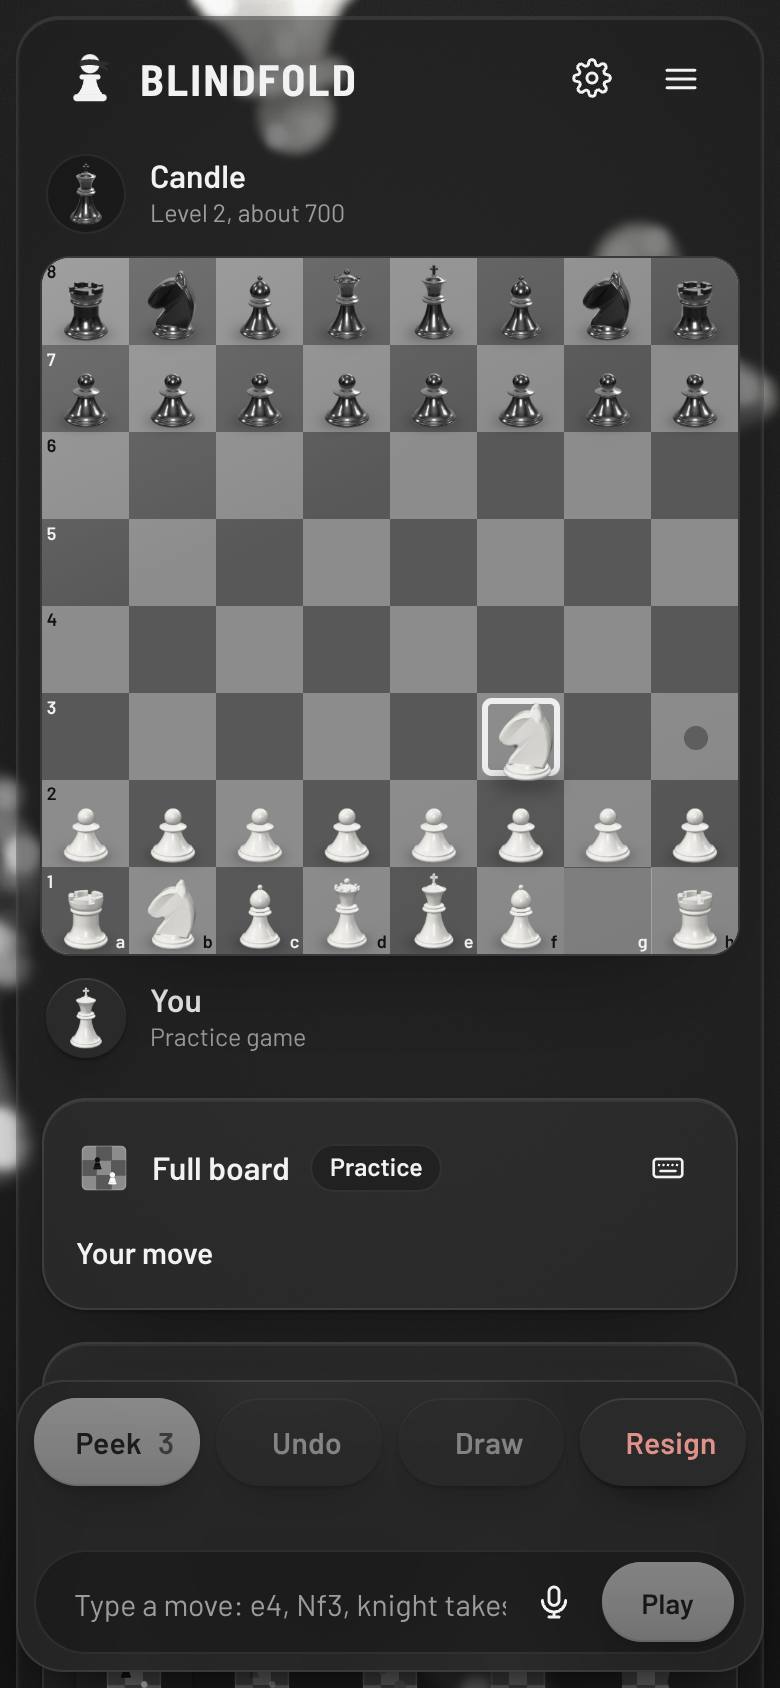 BLINDFOLD
Candle
Level 2, about 700
8
7
6
5
4
3
2
1
a b c d e f g h
You
Practice game
Full board Practice
Your move
Peek 3 Undo Draw Resign
Type a move: e4, Nf3, knight takes Play